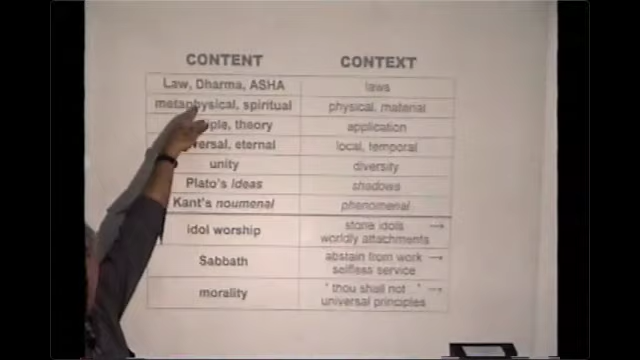 CONTENT CONTEXT
Law, Dharma, ASHA laws
metaphysical, spiritual physical, material
theory application
eternal local, temporal
unity diversity
Plato's ideas shadows
Kant's noumenal phenomenal
idol worship stone idols →
worldly attachments
Sabbath abstain from work →
selfless service
morality ' thou shall not ' →
universal principles